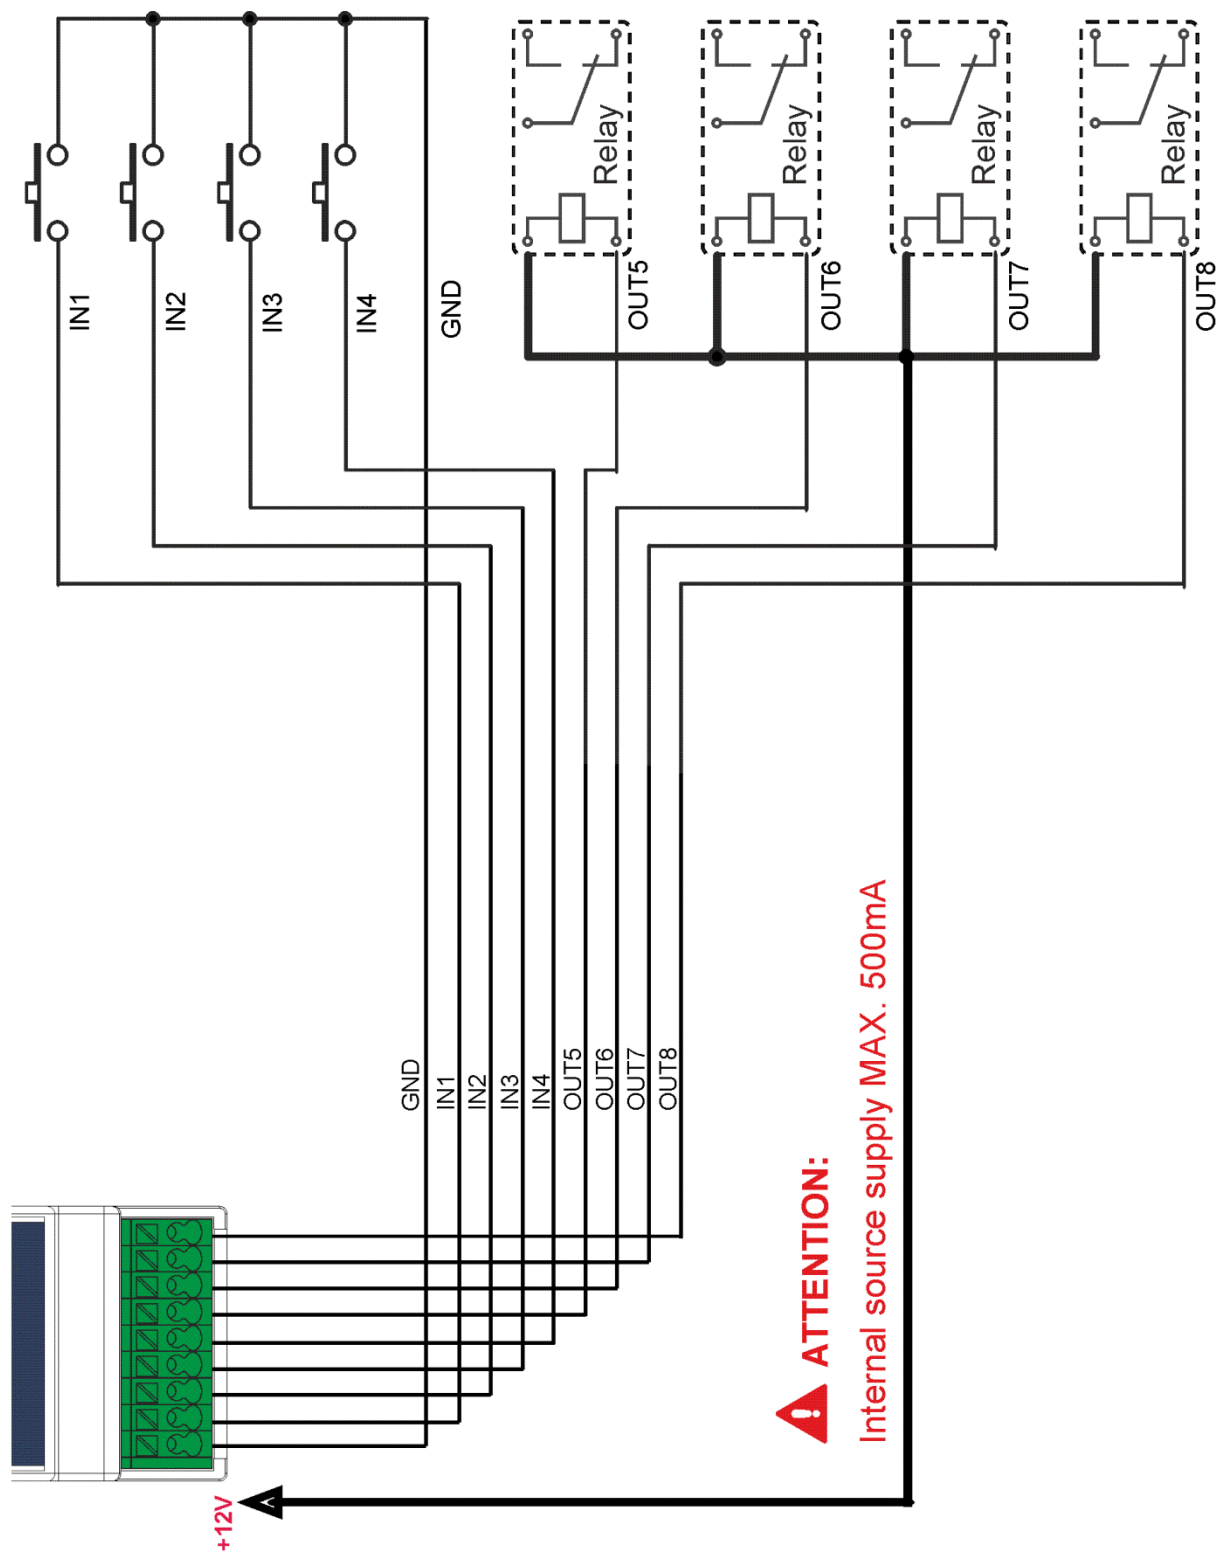 IN1
IN2
IN3
IN4
GND
Relay
Relay
Relay
Relay
OUT5
OUT6
OUT7
OUT8
GND
IN1
IN2
IN3
IN4
OUT5
OUT6
OUT7
OUT8
ATTENTION:
Internal source supply MAX. 500mA
+12V